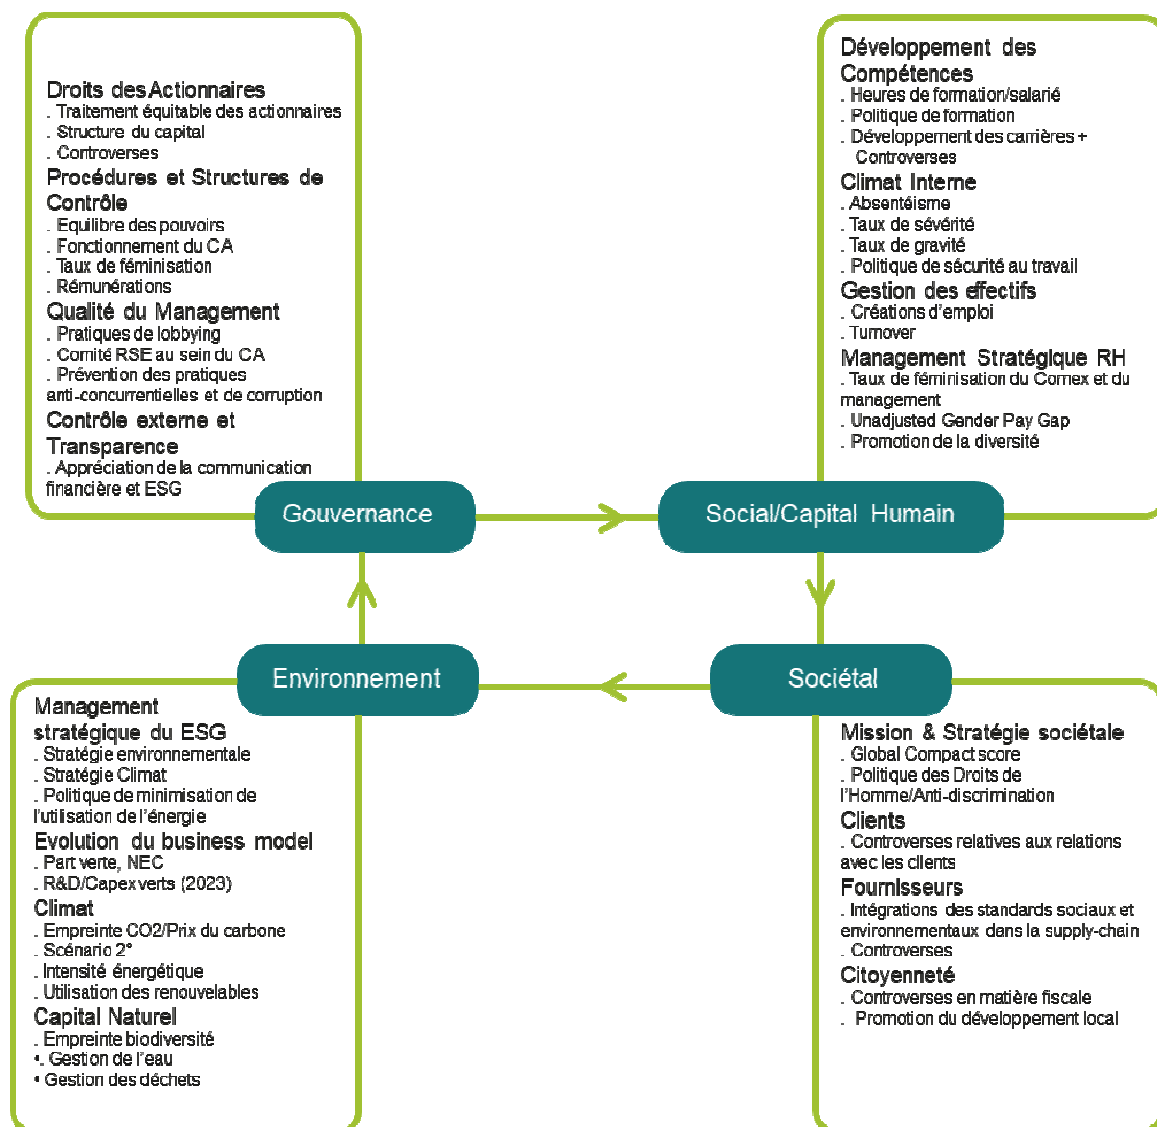 Droits des Actionnaires
. Traitement équitable des actionnaires
. Structure du capital
. Controverses
Procédures et Structures de
Contrôle
. Equilibre des pouvoirs
. Fonctionnement du CA
. Taux de féminisation
. Rémunérations
Qualité du Management
. Pratiques de lobbying
. Comité RSE au sein du CA
. Prévention des pratiques
anti-concurrentielles et de corruption
Contrôle externe et
Transparence
. Appréciation de la communication
financière et ESG
Gouvernance
Développement des
Compétences
. Heures de formation/salarié
. Politique de formation
. Développement des carrières +
Controverses
Climat Interne
. Absentéisme
. Taux de sévérité
. Taux de gravité
. Politique de sécurité au travail
Gestion des effectifs
. Créations d'emploi
. Turnover
Management Stratégique RH
. Taux de féminisation du Comex et du
management
. Unadjusted Gender Pay Gap
. Promotion de la diversité
Social/Capital Humain
Environnement
Management
stratégique du ESG
. Stratégie environnementale
. Stratégie Climat
. Politique de minimisation de
l'utilisation de l'énergie
Evolution du business model
. Part verte, NEC
. R&D/Capex verts (2023)
Climat
. Empreinte CO2/Prix du carbone
. Scénario 2°
. Intensité énergétique
. Utilisation des renouvelables
Capital Naturel
. Empreinte biodiversité
•. Gestion de l'eau
• Gestion des déchets
Sociétal
Mission & Stratégie sociétale
. Global Compact score
. Politique des Droits de
l'Homme/Anti-discrimination
Clients
. Controverses relatives aux relations
avec les clients
Fournisseurs
. Intégrations des standards sociaux et
environnementaux dans la supply-chain
. Controverses
Citoyenneté
. Controverses en matière fiscale
. Promotion du développement local